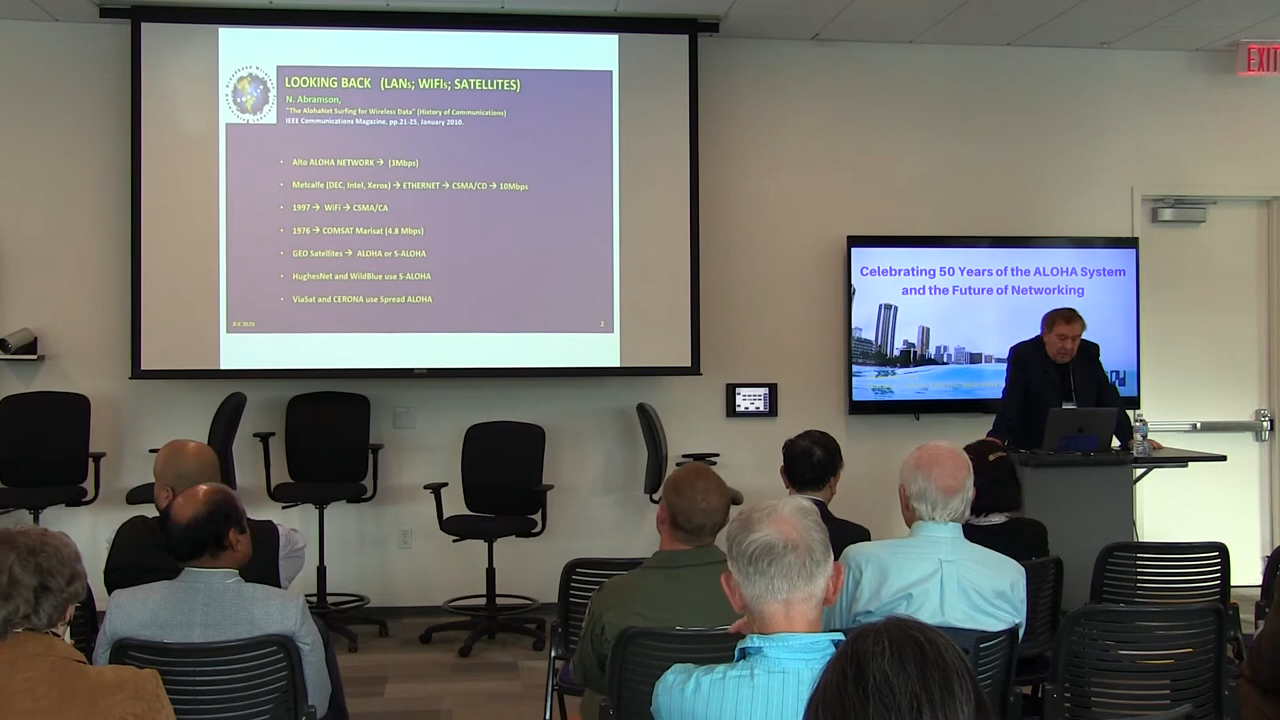 LOOKING BACK (LANs; WIFIs; SATELLITES)
N. Abramson,
"The AlohaNet Surfing for Wireless Data" (History of Communications)
IEEE Communications Magazine, pp.21-25, January 2010.
• Alto ALOHA NETWORK → (3Mbps)
• Metcalfe (DEC, Intel, Xerox) → ETHERNET → CSMA/CD → 10Mbps
• 1997 → WiFi → CSMA/CA
• 1976 → COMSAT Marisat (4.8 Mbps)
• GEO Satellites → ALOHA or S-ALOHA
• HughesNet and WildBlue use S-ALOHA
• ViaSat and CERONA use Spread ALOHA
2
Celebrating 50 Years of the ALOHA System
and the Future of Networking
EXIT